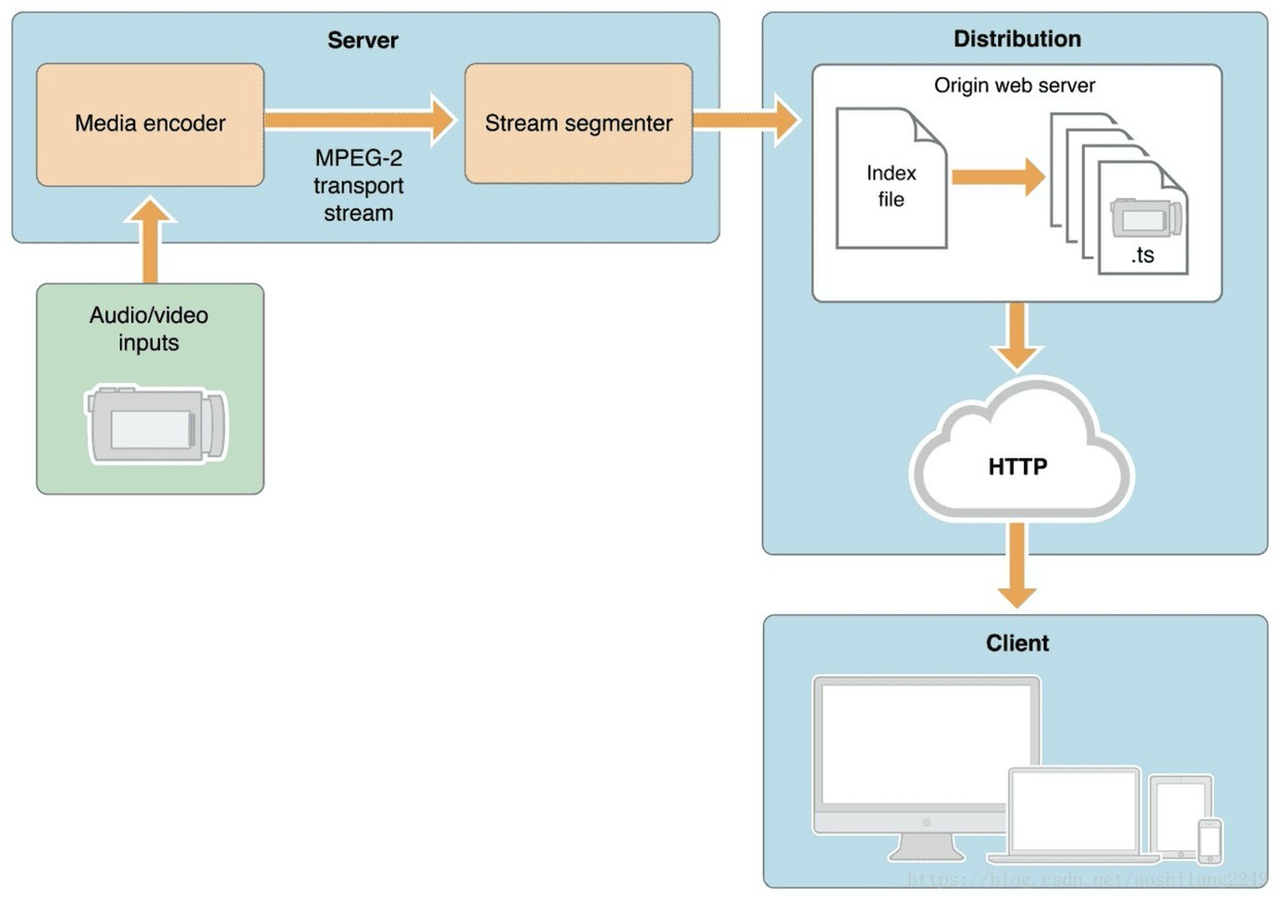 Server
Media encoder
MPEG-2
transport
stream
Stream segmenter
Audio/video
inputs
Distribution
Origin web server
Index
file
.ts
HTTP
Client
https://blog.csdn.net/aoshilang2249